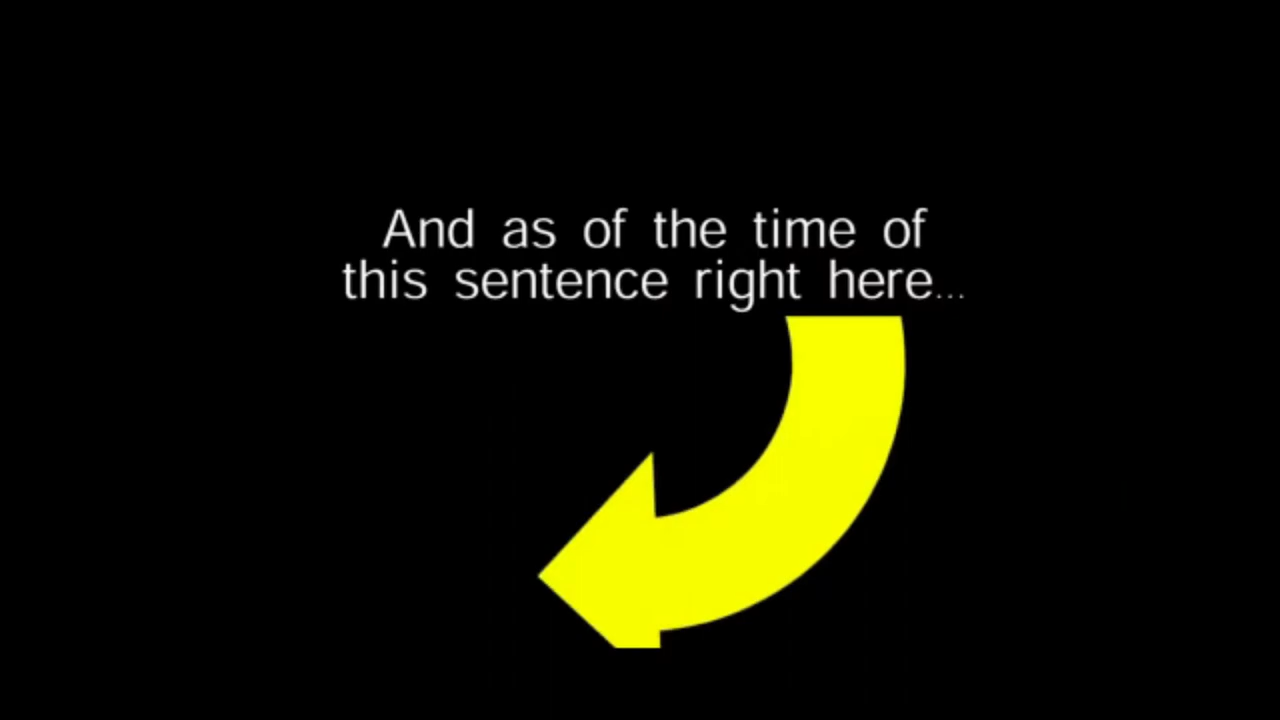 And as of the time of
this sentence right here...